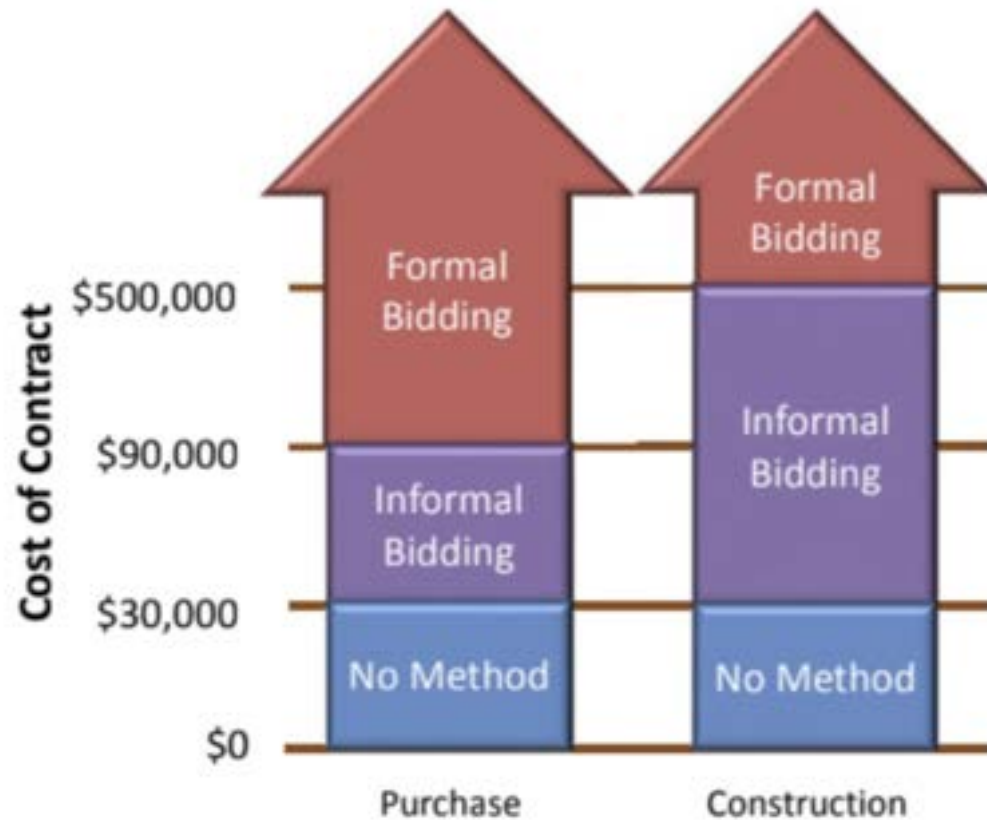 Formal
Bidding
Formal
Bidding
$500,000
Informal
Bidding
$90,000
Informal
Bidding
$30,000
No Method
No Method
$0
Purchase
Construction
Cost of Contract